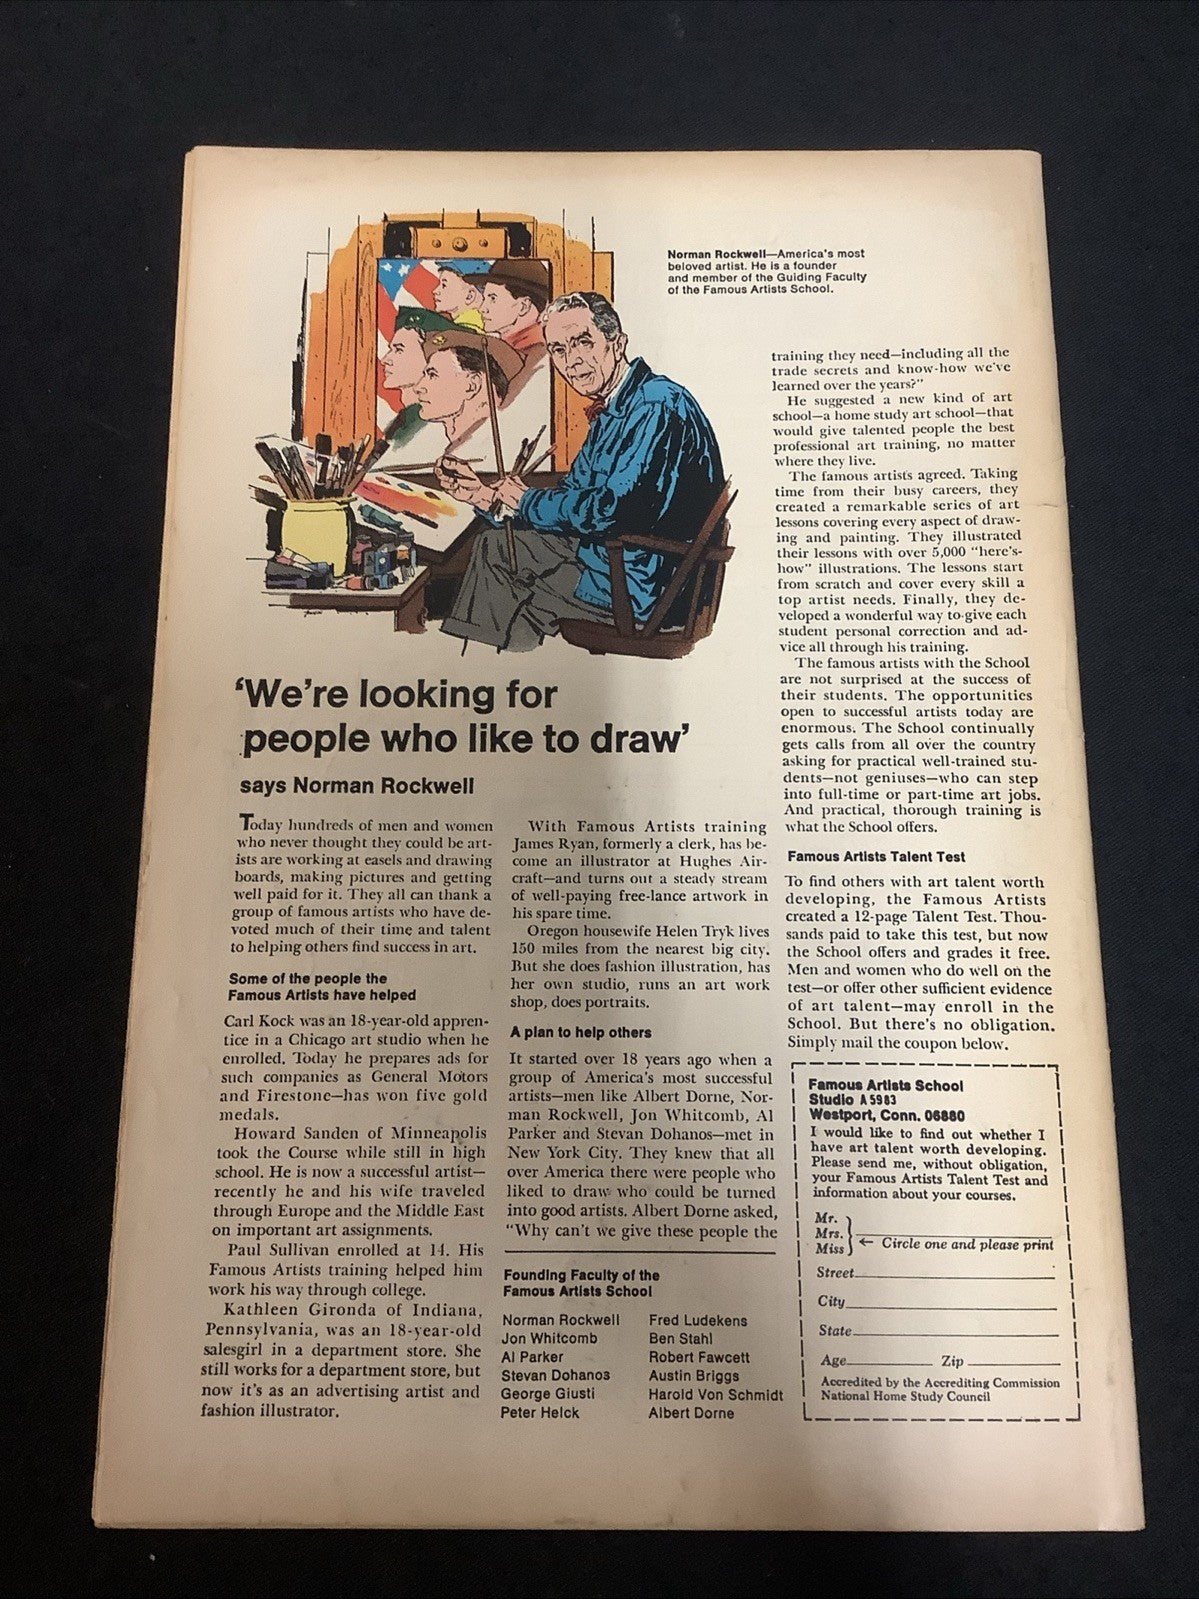 Norman Rockwell—America's most
beloved artist. He is a founder
and member of the Guiding Faculty
of the Famous Artists School.
'We're looking for
people who like to draw'
says Norman Rockwell
Today hundreds of men and women
who never thought they could be art-
ists are working at easels and drawing
boards, making pictures and getting
well paid for it. They all can thank a
group of famous artists who have de-
voted much of their time and talent
to helping others find success in art.
Some of the people the
Famous Artists have helped
Carl Kock was an 18-year-old appren-
tice in a Chicago art studio when he
enrolled. Today he prepares ads for
such companies as General Motors
and Firestone—has won five gold
medals.
Howard Sanden of Minneapolis
took the Course while still in high
school. He is now a successful artist—
recently he and his wife traveled
through Europe and the Middle East
on important art assignments.
Paul Sullivan enrolled at 14. His
Famous Artists training helped him
work his way through college.
Kathleen Gironda of Indiana,
Pennsylvania, was an 18-year-old
salesgirl in a department store. She
still works for a department store, but
now it's as an advertising artist and
fashion illustrator.
With Famous Artists training
James Ryan, formerly a clerk, has be-
come an illustrator at Hughes Air-
craft—and turns out a steady stream
of well-paying free-lance artwork in
his spare time.
Oregon housewife Helen Tryk lives
150 miles from the nearest big city.
But she does fashion illustration, has
her own studio, runs an art work
shop, does portraits.
A plan to help others
It started over 18 years ago when a
group of America's most successful
artists—men like Albert Dorne, Nor-
man Rockwell, Jon Whitcomb, Al
Parker and Stevan Dohanos—met in
New York City. They knew that all
over America there were people who
liked to draw who could be turned
into good artists. Albert Dorne asked,
"Why can't we give these people the
Founding Faculty of the
Famous Artists School
Norman Rockwell
Jon Whitcomb
Al Parker
Stevan Dohanos
George Giusti
Peter Helck
Fred Ludekens
Ben Stahl
Robert Fawcett
Austin Briggs
Harold Von Schmidt
Albert Dorne
training they need—including all the
trade secrets and know-how we've
learned over the years?"
He suggested a new kind of art
school—a home study art school—that
would give talented people the best
professional art training, no matter
where they live.
The famous artists agreed. Taking
time from their busy careers, they
created a remarkable series of art
lessons covering every aspect of draw-
ing and painting. They illustrated
their lessons with over 5,000 "here's-
how" illustrations. The lessons start
from scratch and cover every skill a
top artist needs. Finally, they de-
veloped a wonderful way to give each
student personal correction and ad-
vice all through his training.
The famous artists with the School
are not surprised at the success of
their students. The opportunities
open to successful artists today are
enormous. The School continually
gets calls from all over the country
asking for practical well-trained stu-
dents—not geniuses—who can step
into full-time or part-time art jobs.
And practical, thorough training is
what the School offers.
Famous Artists Talent Test
To find others with art talent worth
developing, the Famous Artists
created a 12-page Talent Test. Thou-
sands paid to take this test, but now
the School offers and grades it free.
Men and women who do well on the
test—or offer other sufficient evidence
of art talent—may enroll in the
School. But there's no obligation.
Simply mail the coupon below.
Famous Artists School
Studio A5983
Westport, Conn. 06880
I would like to find out whether I
have art talent worth developing.
Please send me, without obligation,
your Famous Artists Talent Test and
information about your courses.
Mr.
Mrs.
Miss
← Circle one and please print
Street
City
State
Age Zip
Accredited by the Accrediting Commission
National Home Study Council